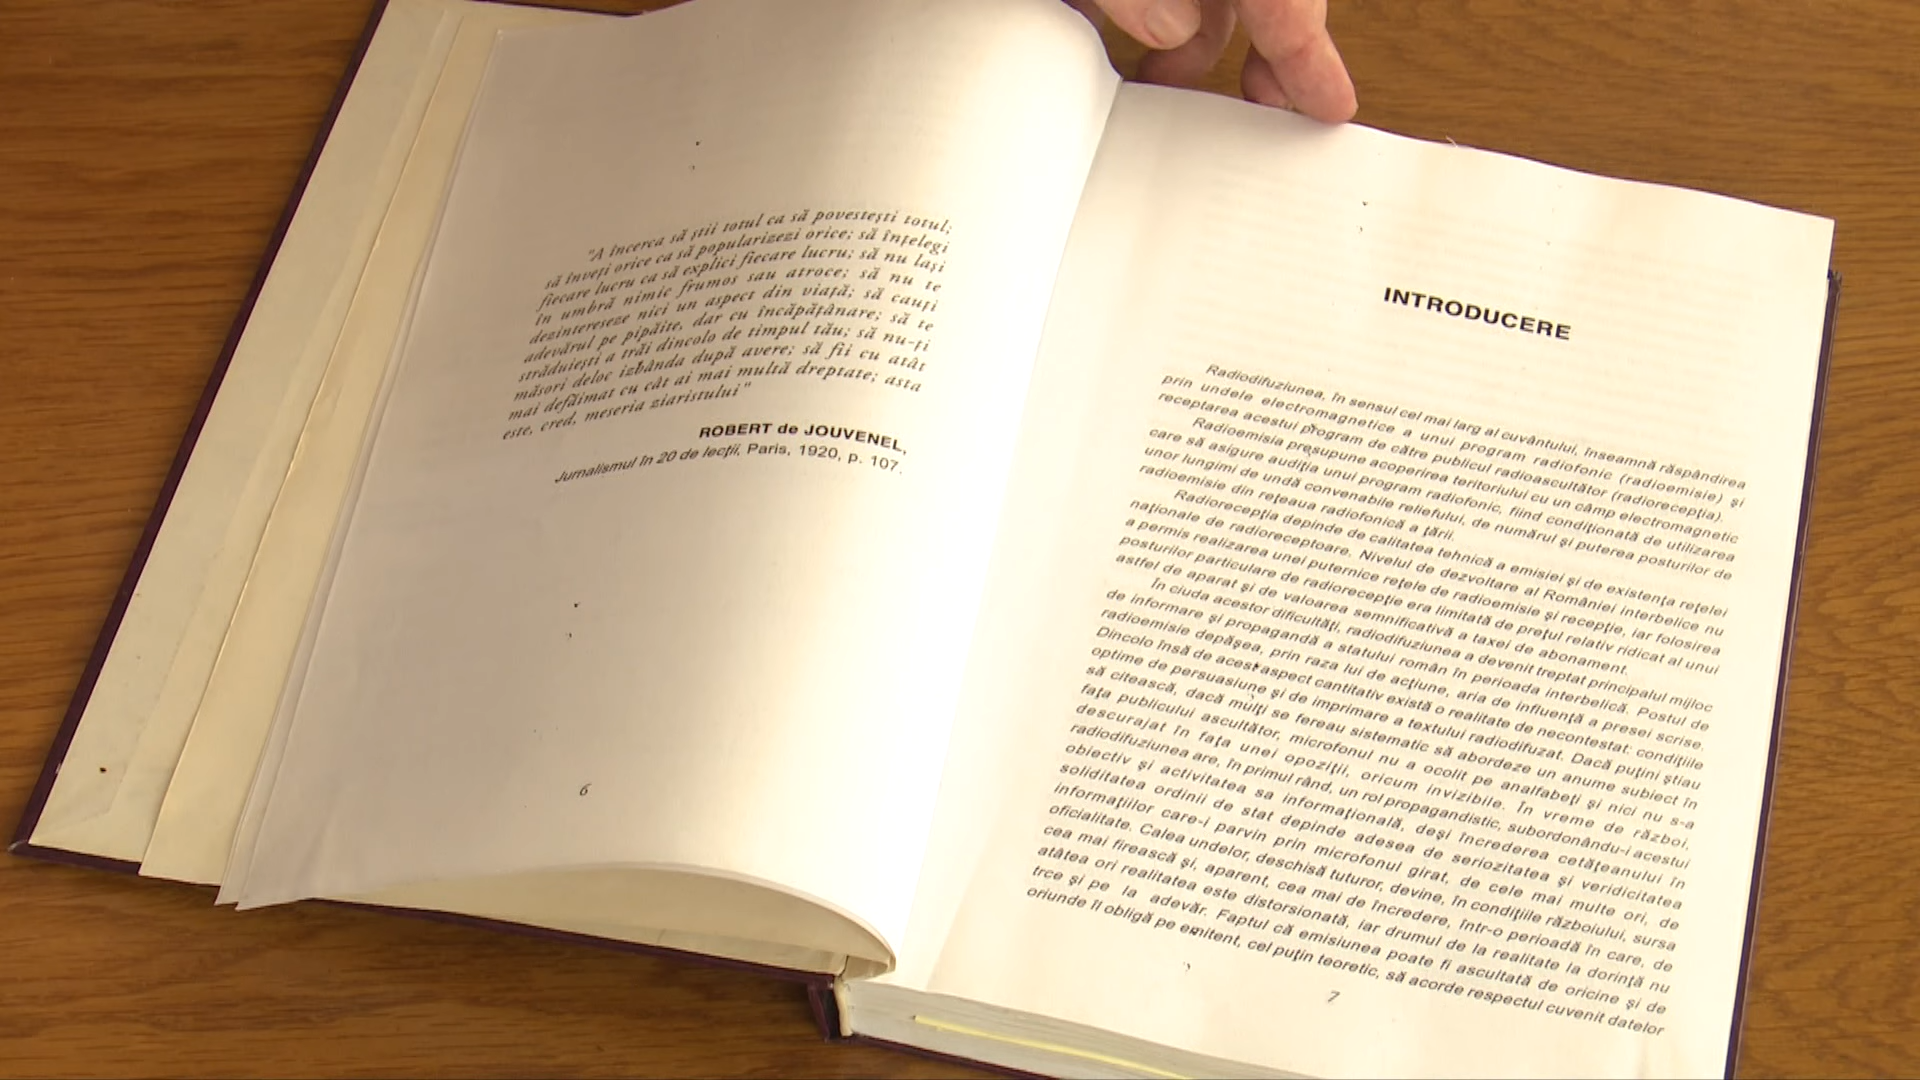 "A încerca să știi totul ca să povestești totul;
să înveți orice ca să popularizezi orice; să înțelegi
fiecare lucru ca să explici fiecare lucru; să nu lași
în umbră nimic frumos sau atroce; să nu te
dezintereseze nici un aspect din viață; să cauți
adevărul pe pipăite, dar cu încăpățânare; să te
străduiești a trăi dincolo de timpul tău; să nu-ți
măsori deloc izbânda după avere; să fii cu atât
mai defăimat cu cât ai mai multă dreptate; asta
este, cred, meseria ziaristului"
ROBERT de JOUVENEL,
Jurnalismul în 20 de lecții, Paris, 1920, p. 107.
6
INTRODUCERE
Radiodifuziunea, în sensul cel mai larg al cuvântului, înseamnă răspândirea
prin undele electromagnetice a unui program radiofonic (radioemisie) și
receptarea acestui program de către publicul radioascultător (radiorecepția).
Radioemisia presupune acoperirea teritoriului cu un câmp electromagnetic
care să asigure audiția unui program radiofonic, fiind condiționată de utilizarea
unor lungimi de undă convenabile reliefului, de numărul și puterea posturilor de
radioemisie din rețeaua radiofonică a țării.
Radiorecepția depinde de calitatea tehnică a emisiei și de existența rețelei
naționale de radioreceptoare. Nivelul de dezvoltare al României interbelice nu
a permis realizarea unei puternice rețele de radioemisie și recepție, iar folosirea
posturilor particulare de radiorecepție era limitată de prețul relativ ridicat al unui
astfel de aparat și de valoarea semnificativă a taxei de abonament.
În ciuda acestor dificultăți, radiodifuziunea a devenit treptat principalul mijloc
de informare și propagandă a statului român în perioada interbelică. Postul de
radioemisie depășea, prin raza lui de acțiune, aria de influență a presei scrise.
Dincolo însă de acest aspect cantitativ există o realitate de necontestat: condițiile
optime de persuasiune și de imprimare a textului radiodifuzat. Dacă puțini știau
să citească, dacă mulți se fereau sistematic să abordeze un anume subiect în
fața publicului ascultător, microfonul nu a ocolit pe analfabeți și nici nu s-a
descurajat în fața unei opoziții, oricum invizibile. În vreme de război,
radiodifuziunea are, în primul rând, un rol propagandistic, subordonându-i acestui
obiectiv și activitatea sa informațională, deși încrederea cetățeanului în
soliditatea ordinii de stat depinde adesea de seriozitatea și veridicitatea
informațiilor care-i parvin prin microfonul girat, de cele mai multe ori, de
oficialitate. Calea undelor, deschisă tuturor, devine, în condițiile războiului, sursa
cea mai firească și, aparent, cea mai de încredere, într-o perioadă în care, de
atâtea ori realitatea este distorsionată, iar drumul de la realitate la dorință nu
trce și pe la adevăr. Faptul că emisiunea poate fi ascultată de oricine și de
oriunde îl obligă pe emitent, cel puțin teoretic, să acorde respectul cuvenit datelor
7